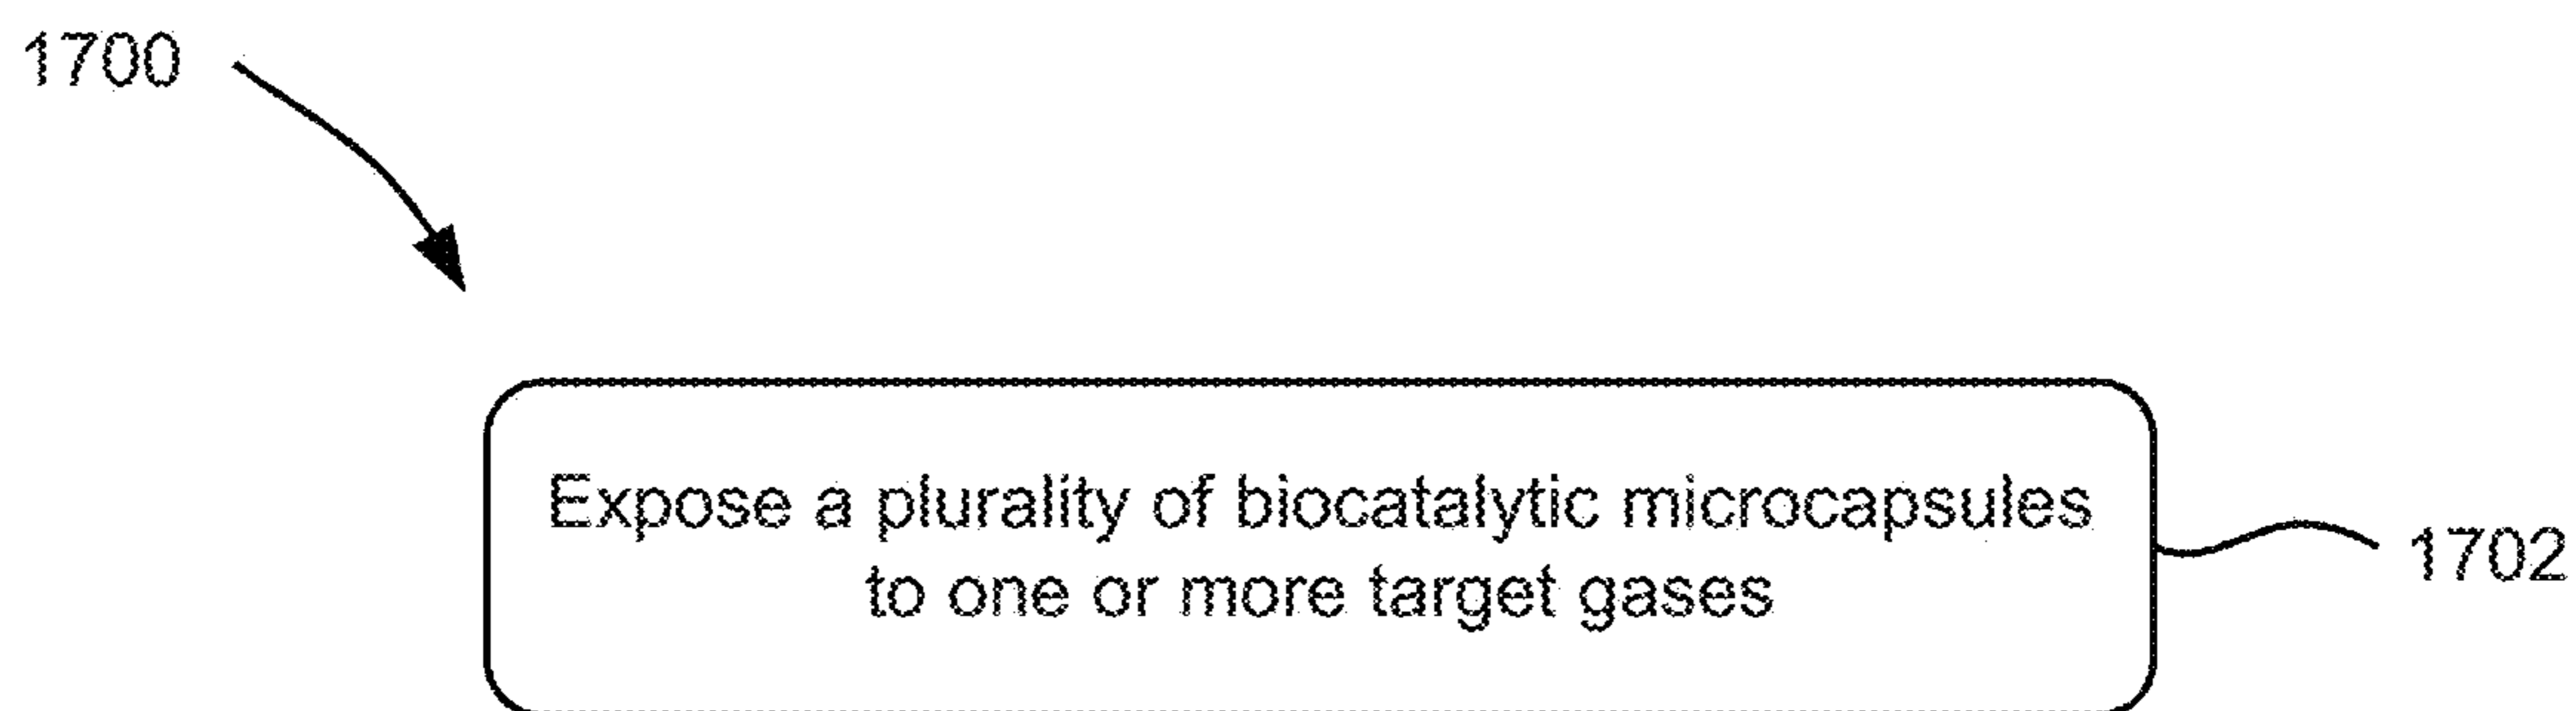 1700
Expose a plurality of biocatalytic microcapsules
to one or more target gases
1702